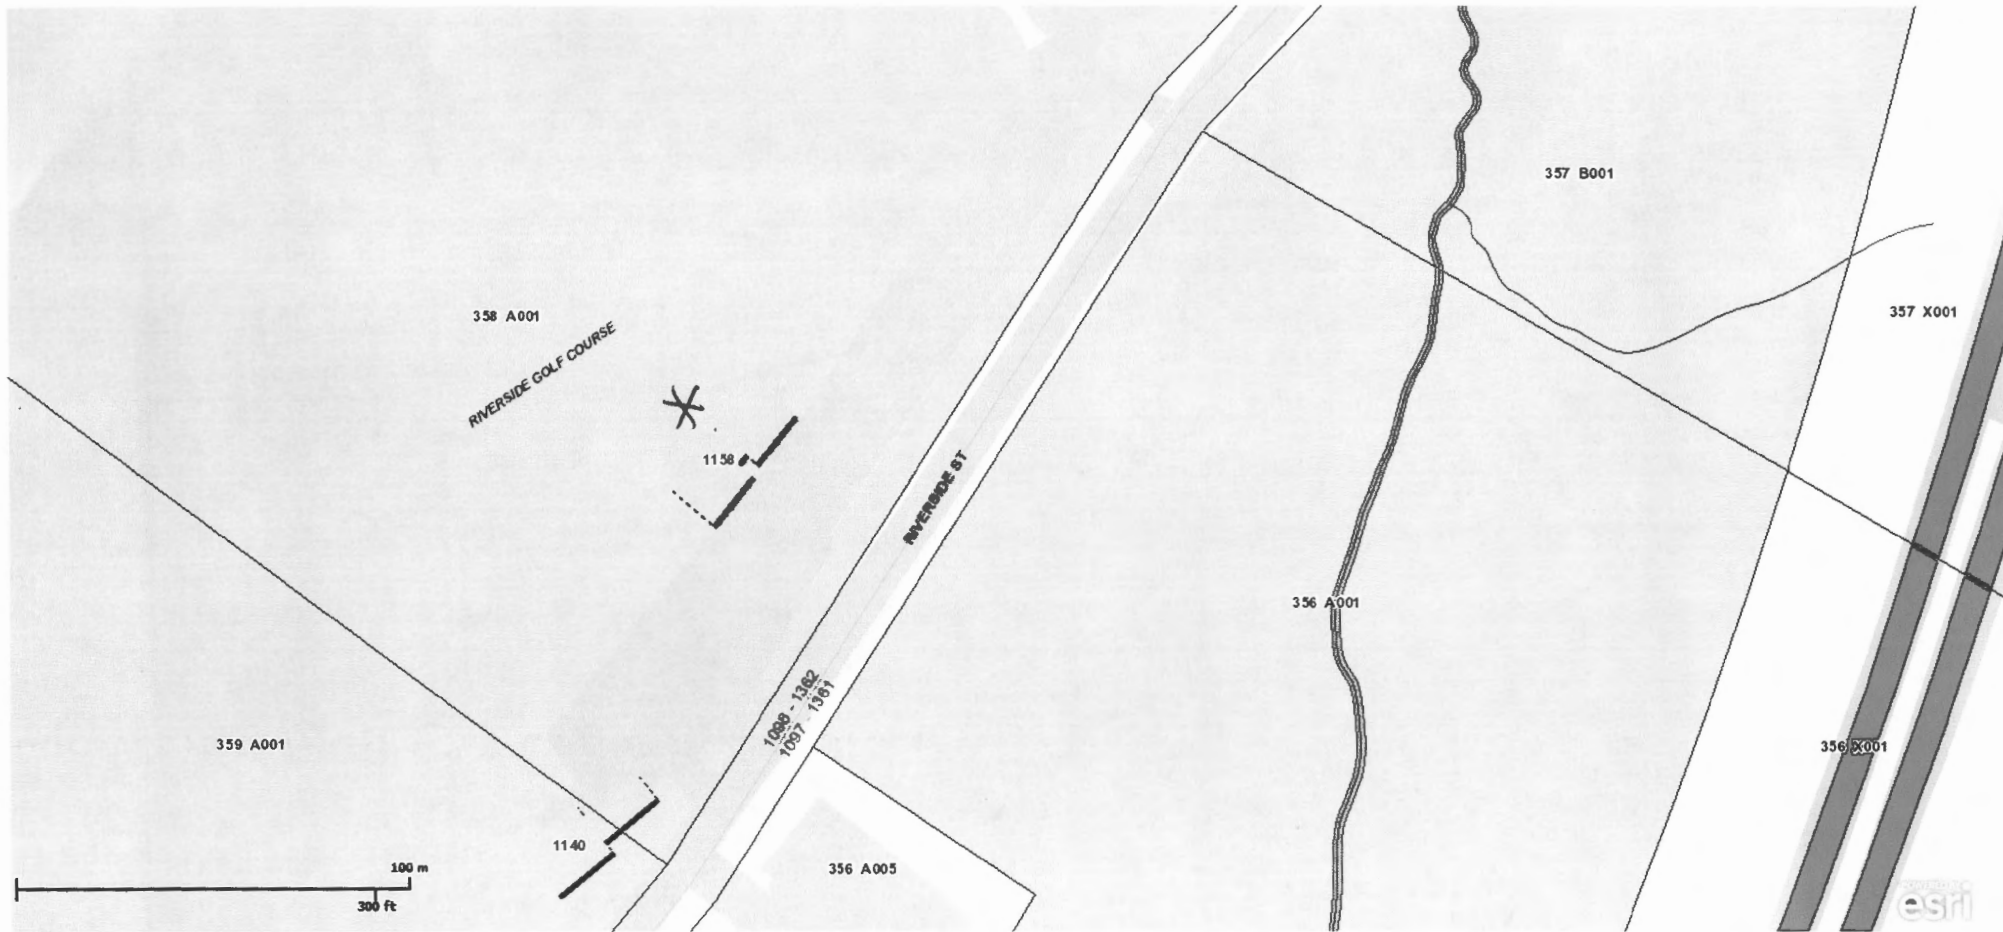 357 B001
357 X001
358 A001
RIVERSIDE GOLF COURSE
1158
RIVERSIDE ST
356 A001
1098 - 1362
1097 - 1361
359 A001
356 X001
1140
356 A005
100 m
300 ft
esri